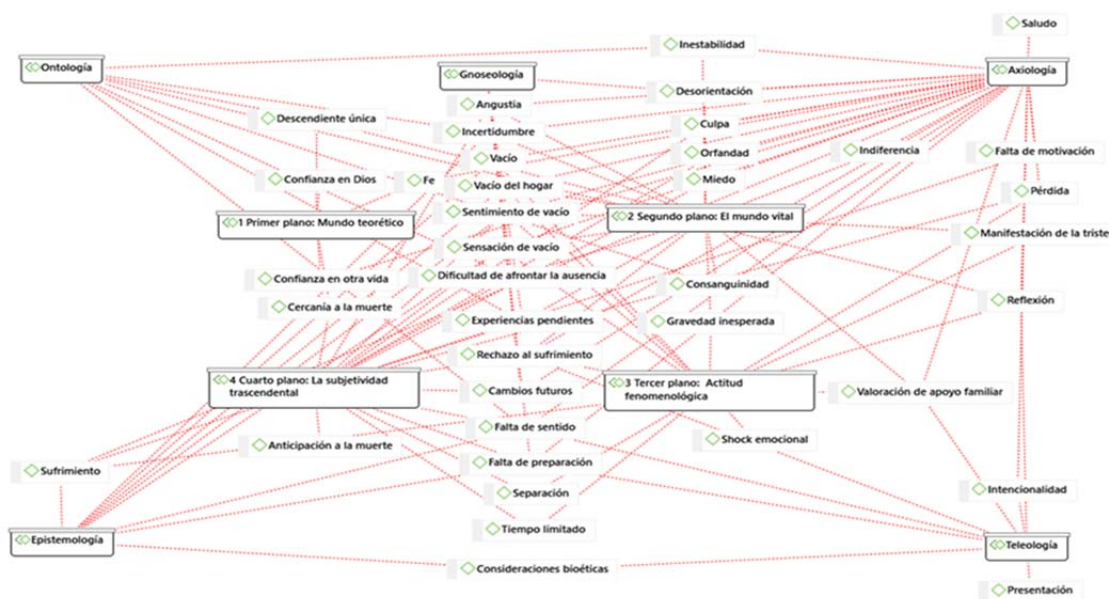 Saludo
Inestabilidad
Ontología
Gnoseología
Axiología
Angustia
Desorientación
Descendiente única
Incertidumbre
Culpa
Vacío
Orfandad
Indiferencia
Falta de motivación
Confianza en Dios
Fe
Vacío del hogar
Miedo
Pérdida
1 Primer plano: Mundo teorético
Sentimiento de vacío
2 Segundo plano: El mundo vital
Manifestación de la triste
Sensación de vacío
Confianza en otra vida
Dificultad de afrontar la ausencia
Consanguinidad
Cercanía a la muerte
Reflexión
Experiencias pendientes
Gravedad inesperada
Rechazo al sufrimiento
4 Cuarto plano: La subjetividad
trascendental
Cambios futuros
3 Tercer plano: Actitud
fenomenológica
Valoración de apoyo familiar
Falta de sentido
Anticipación a la muerte
Shock emocional
Sufrimiento
Falta de preparación
Separación
Intencionalidad
Tiempo limitado
Epistemología
Teleología
Consideraciones bioéticas
Presentación